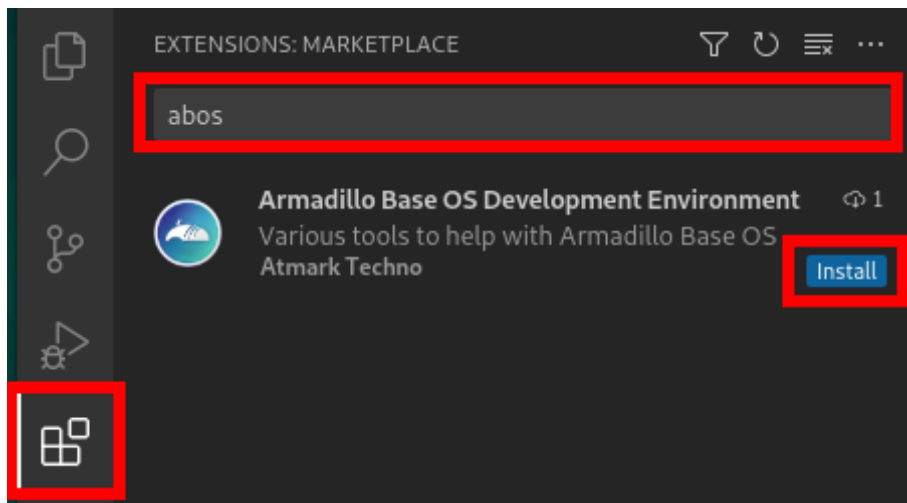 EXTENSIONS: MARKETPLACE
abos
Armadillo Base OS Development Environment 1
Various tools to help with Armadillo Base OS
Atmark Techno
Install